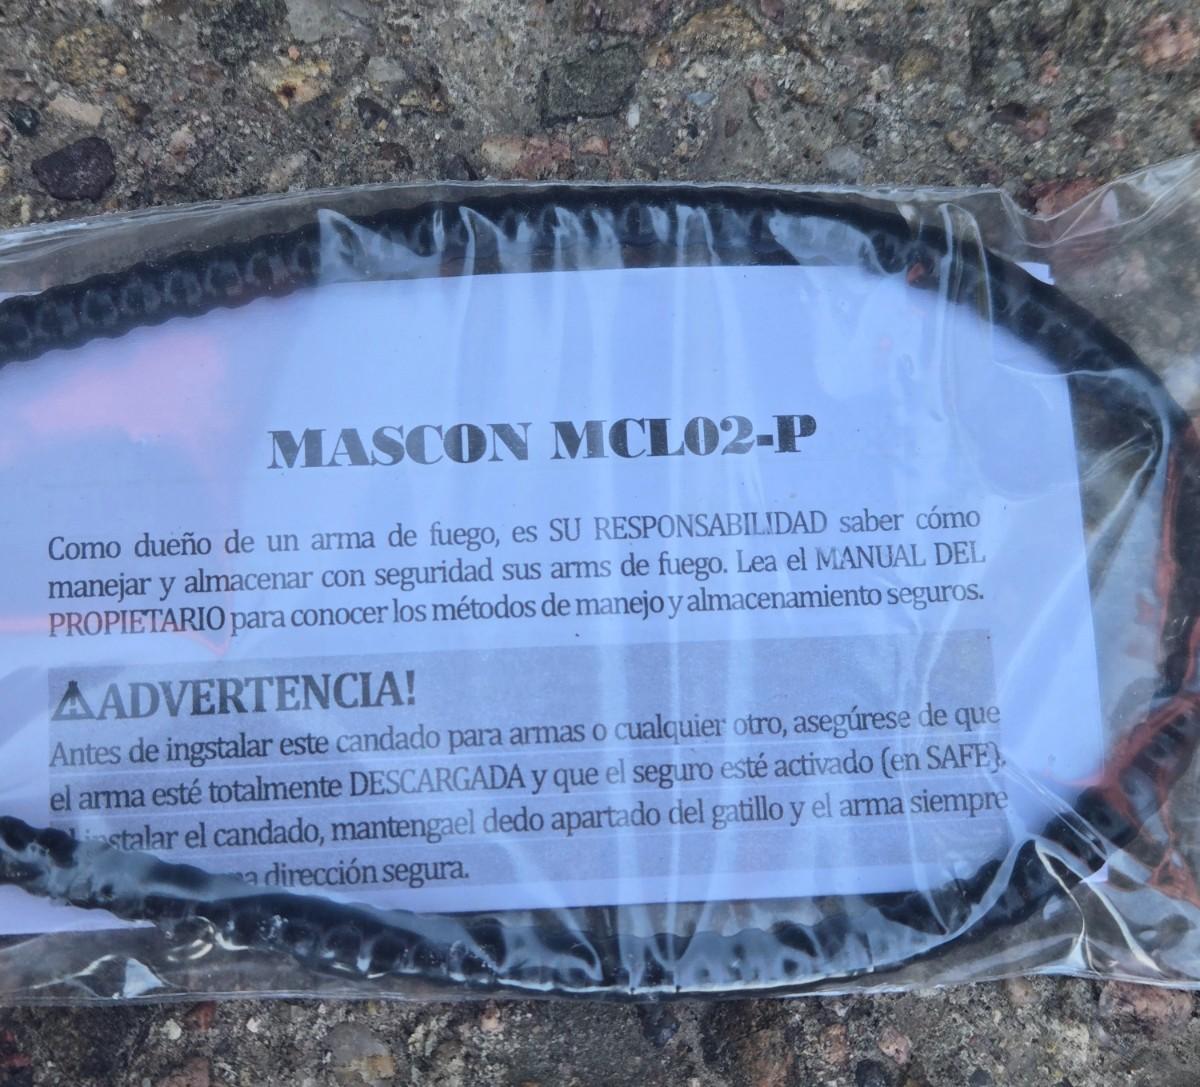 MASCON MCL02-P
Como dueño de un arma de fuego, es SU RESPONSABILIDAD saber cómo
manejar y almacenar con seguridad sus arms de fuego. Lea el MANUAL DEL
PROPIETARIO para conocer los métodos de manejo y almacenamiento seguros.
⚠ADVERTENCIA!
Antes de ingstalar este candado para armas o cualquier otro, asegúrese de que
el arma esté totalmente DESCARGADA y que el seguro esté activado (en SAFE).
el candado, mantengael dedo apartado del gatillo y el arma siempre
dirección segura.